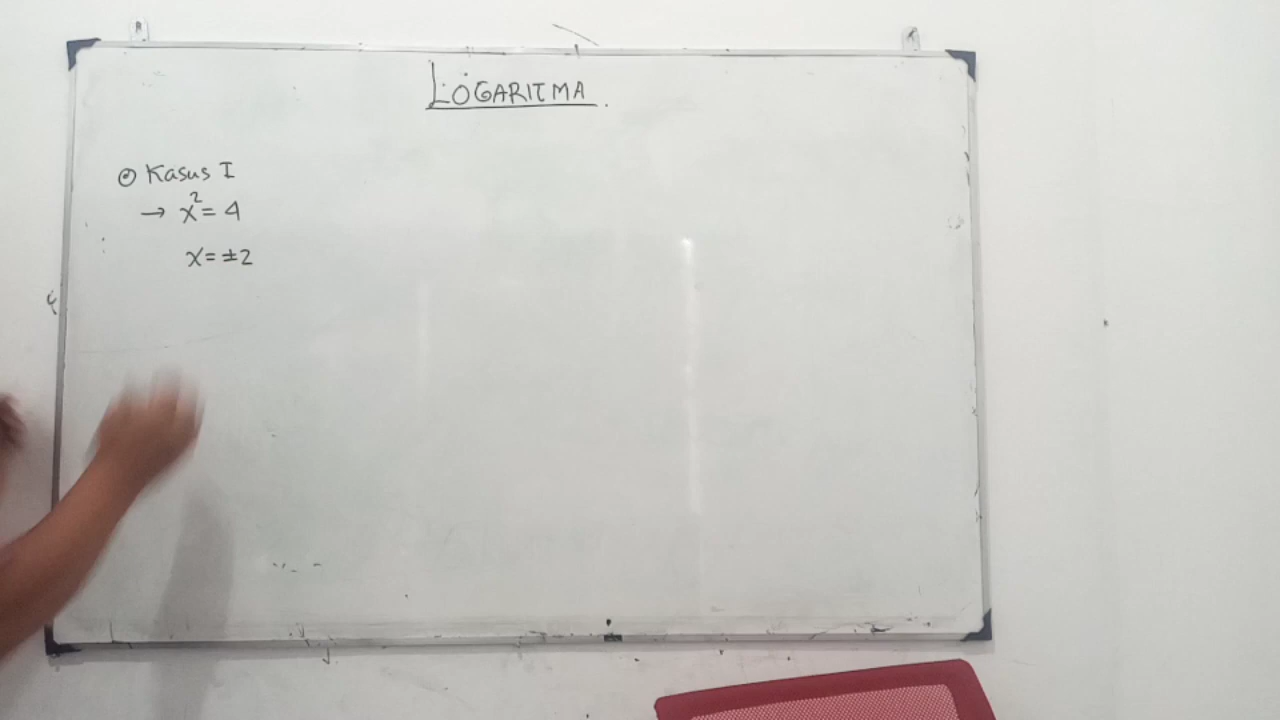 LOGARITMA.
Kasus I
→ x² = 4
x = ±2